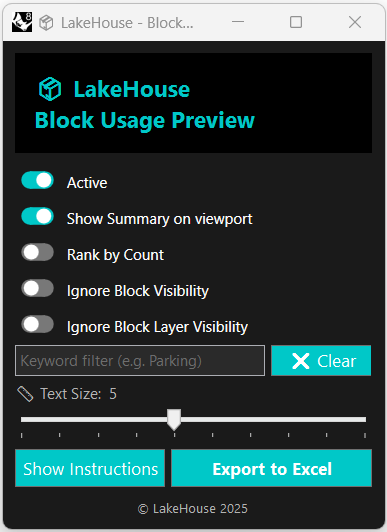 LakeHouse - Block...
LakeHouse
Block Usage Preview
Active
Show Summary on viewport
Rank by Count
Ignore Block Visibility
Ignore Block Layer Visibility
Keyword filter (e.g. Parking)
Clear
Text Size: 5
Show Instructions
Export to Excel
© LakeHouse 2025